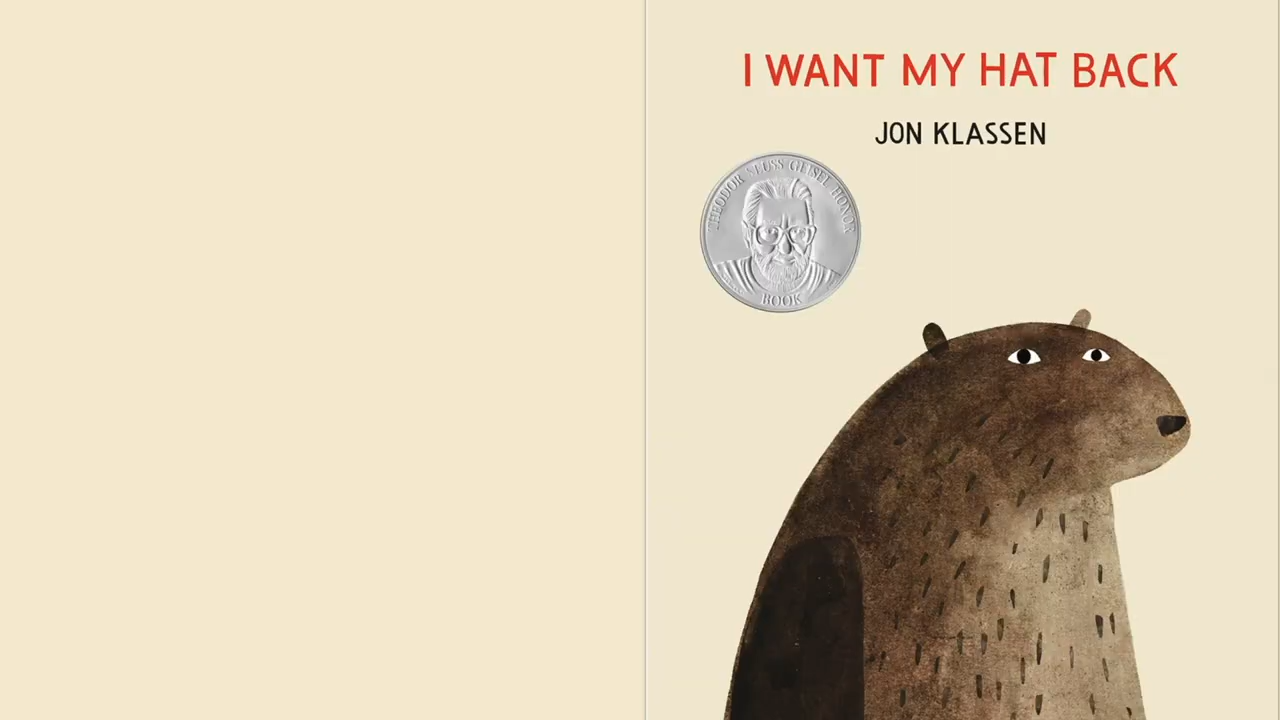 I WANT MY HAT BACK
JON KLASSEN
THEODOR SEUSS GEISEL HONOR
BOOK